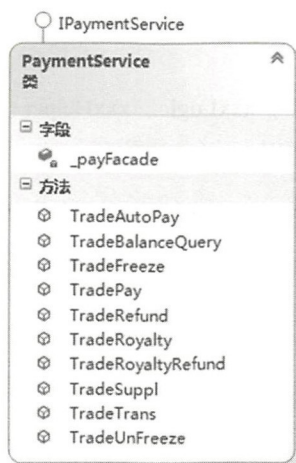 IPaymentService
PaymentService
类
字段
_payFacade
方法
TradeAutoPay
TradeBalanceQuery
TradeFreeze
TradePay
TradeRefund
TradeRoyalty
TradeRoyaltyRefund
TradeSuppl
TradeTrans
TradeUnFreeze